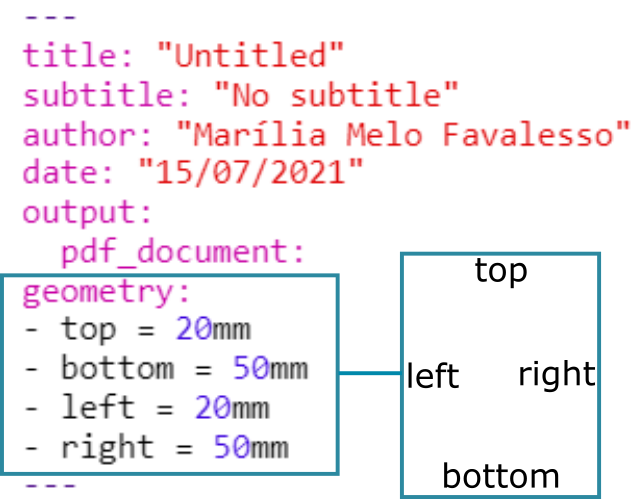 ---
title: "Untitled"
subtitle: "No subtitle"
author: "Marília Melo Favalesso"
date: "15/07/2021"
output:
  pdf_document:
geometry:
- top = 20mm
- bottom = 50mm
- left = 20mm
- right = 50mm
---
top
left right
bottom